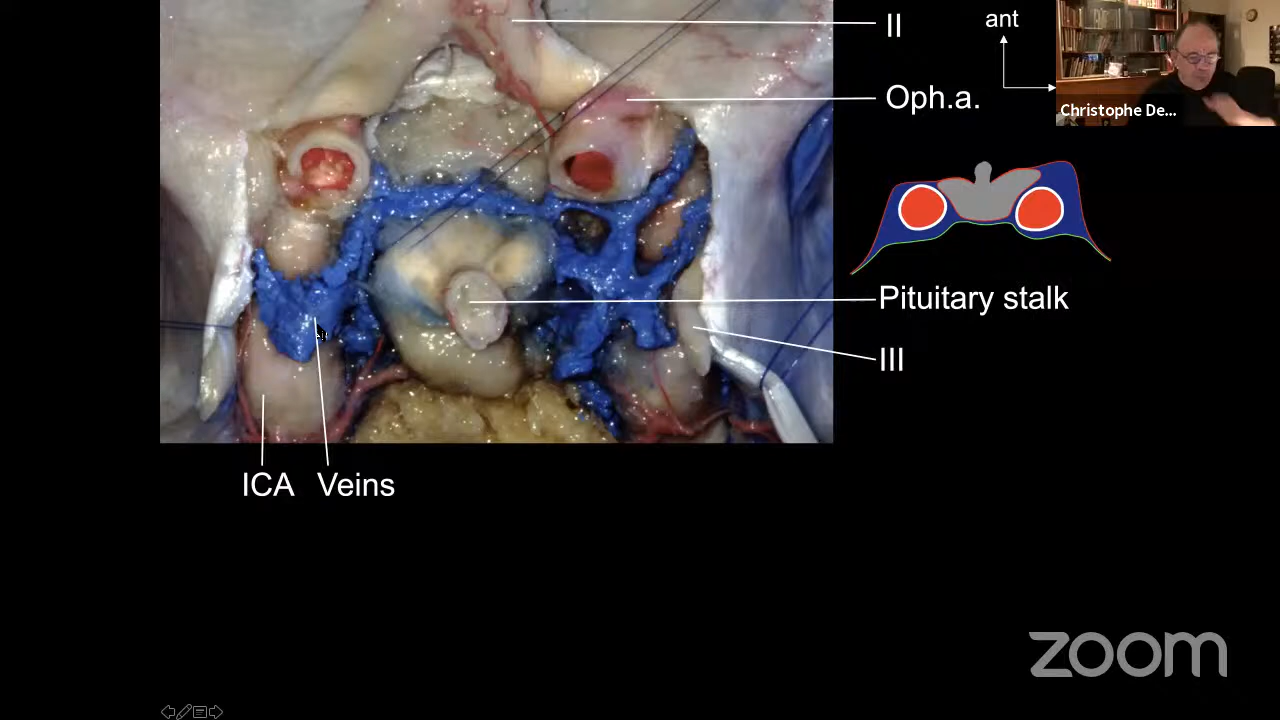 II
ant
Oph.a.
Christophe De...
Pituitary stalk
III
ICA
Veins
zoom